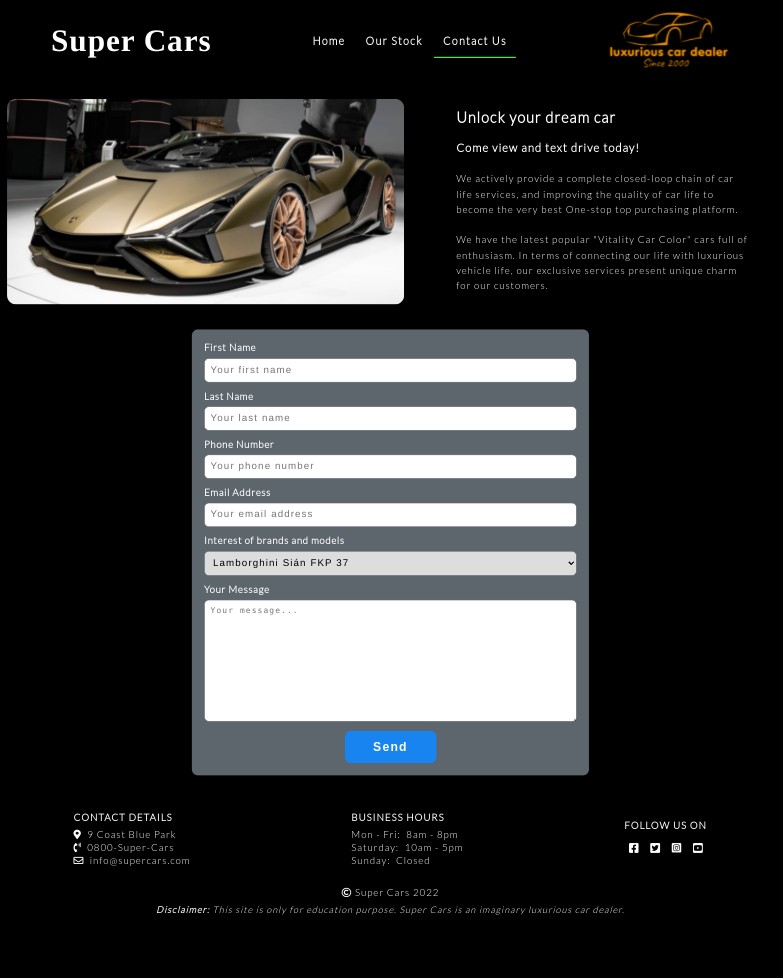 Super Cars
Home
Our Stock
Contact Us
luxurious car dealer
Since 2000
Unlock your dream car
Come view and text drive today!
We actively provide a complete closed-loop chain of car
life services, and improving the quality of car life to
become the very best One-stop top purchasing platform.
We have the latest popular "Vitality Car Color" cars full of
enthusiasm. In terms of connecting our life with luxurious
vehicle life, our exclusive services present unique charm
for our customers.
First Name
Your first name
Last Name
Your last name
Phone Number
Your phone number
Email Address
Your email address
Interest of brands and models
Lamborghini Sián FKP 37
Your Message
Your message...
Send
CONTACT DETAILS
9 Coast Blue Park
0800-Super-Cars
info@supercars.com
BUSINESS HOURS
Mon - Fri: 8am - 8pm
Saturday: 10am - 5pm
Sunday: Closed
FOLLOW US ON
© Super Cars 2022
Disclaimer: This site is only for education purpose. Super Cars is an imaginary luxurious car dealer.